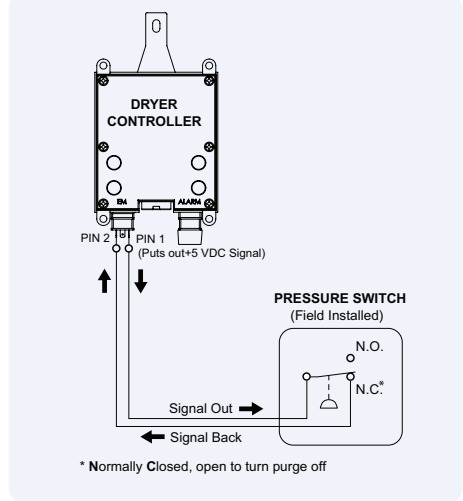 DRYER
CONTROLLER
EM
ALARM
PIN 2
PIN 1
(Puts out+5 VDC Signal)
PRESSURE SWITCH
(Field Installed)
N.O.
N.C.*
Signal Out
Signal Back
* Normally Closed, open to turn purge off